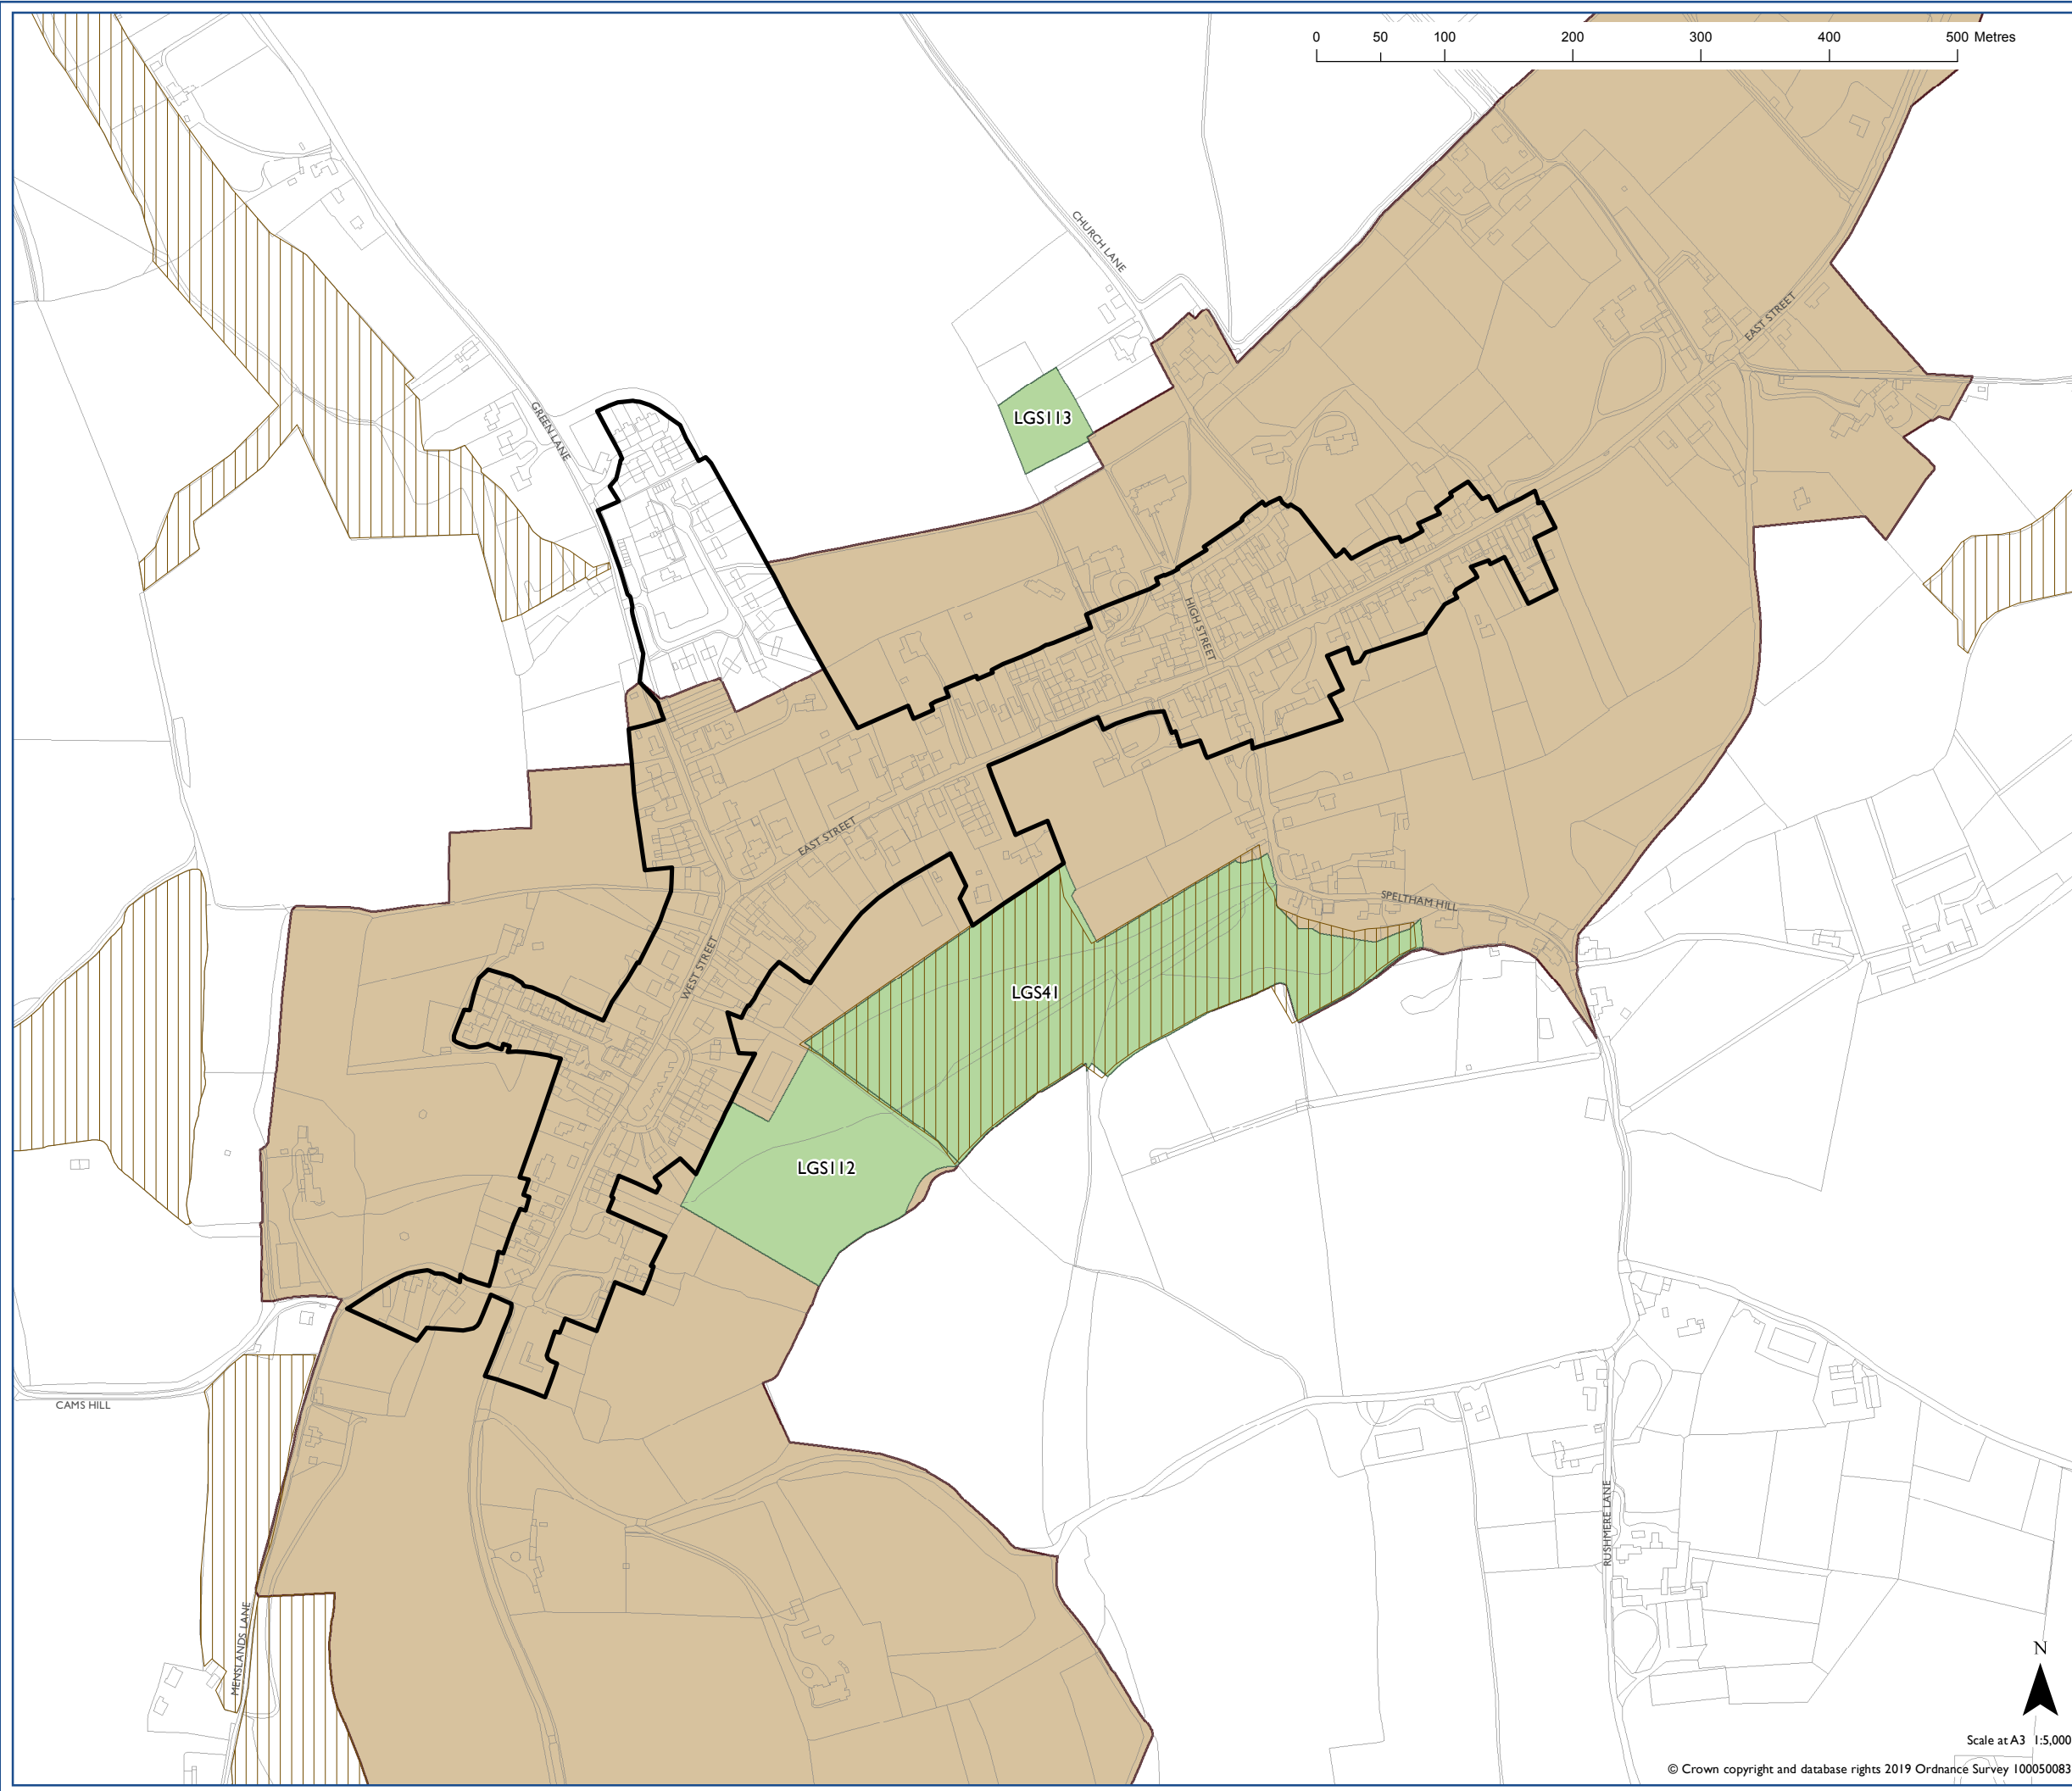 0 50 100 200 300 400 500 Metres
CHURCH LANE
EAST STREET
GREEN LANE
LGS113
HIGH STREET
EAST STREET
SPELTHAM HILL
WEST STREET
LGS41
LGS112
CAMS HILL
RUSHMERE LANE
MENSLANDS LANE
N
Scale at A3 1:5,000
© Crown copyright and database rights 2019 Ordnance Survey 100050083